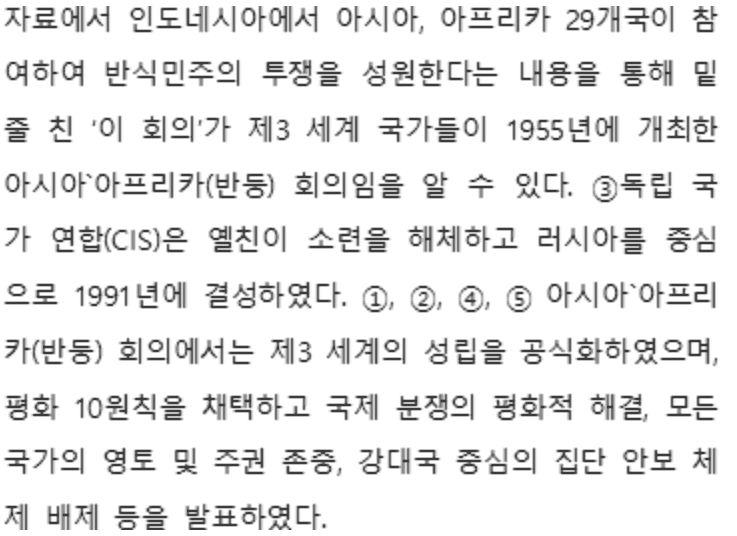 자료에서 인도네시아에서 아시아, 아프리카 29개국이 참
여하여 반식민주의 투쟁을 성원한다는 내용을 통해 밑
줄 친 '이 회의'가 제3 세계 국가들이 1955년에 개최한
아시아`아프리카(반둥) 회의임을 알 수 있다. ③독립 국
가 연합(CIS)은 옐친이 소련을 해체하고 러시아를 중심
으로 1991년에 결성하였다. ①, ②, ④, ⑤ 아시아`아프리
카(반둥) 회의에서는 제3 세계의 성립을 공식화하였으며,
평화 10원칙을 채택하고 국제 분쟁의 평화적 해결, 모든
국가의 영토 및 주권 존중, 강대국 중심의 집단 안보 체
제 배제 등을 발표하였다.